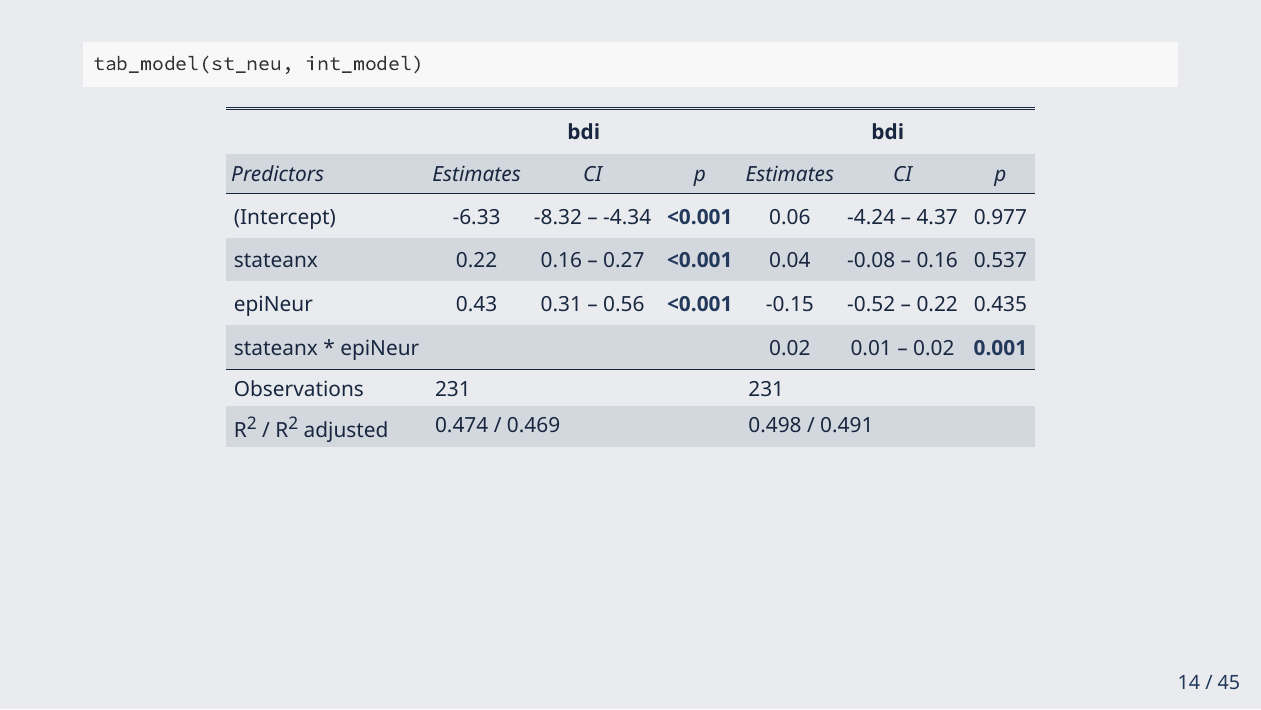 tab_model(st_neu, int_model)
bdi bdi
Predictors Estimates CI p Estimates CI p
(Intercept) -6.33 -8.32 – -4.34 <0.001 0.06 -4.24 – 4.37 0.977
stateanx 0.22 0.16 – 0.27 <0.001 0.04 -0.08 – 0.16 0.537
epiNeur 0.43 0.31 – 0.56 <0.001 -0.15 -0.52 – 0.22 0.435
stateanx * epiNeur 0.02 0.01 – 0.02 0.001
Observations 231 231
R2 / R2 adjusted 0.474 / 0.469 0.498 / 0.491
14 / 45